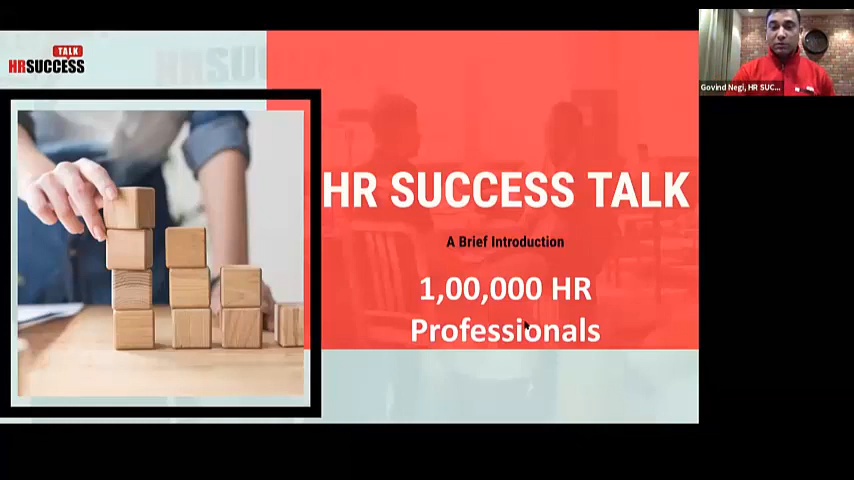 TALK
HRSUCCESS
HR SUCCESS TALK
A Brief Introduction
1,00,000 HR
Professionals
Govind Negi, HR SUC...